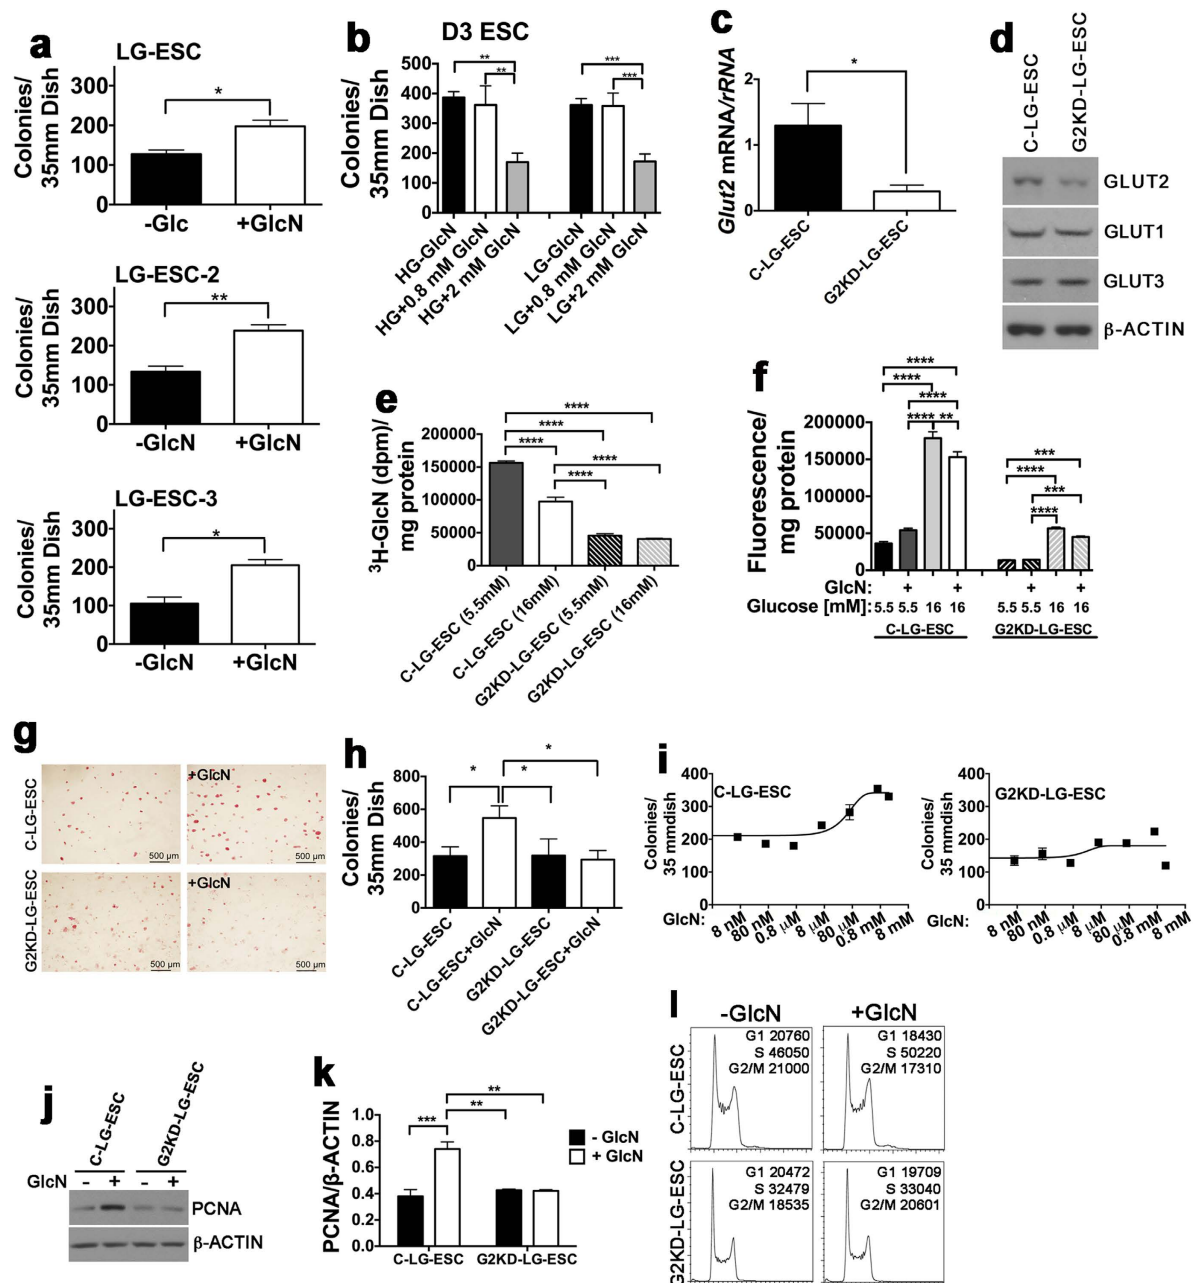 a
LG-ESC
Colonies/
35mm Dish
300
200
100
0
*
-Glc
+GlcN
LG-ESC-2
Colonies/
35mm Dish
300
200
100
0
**
-GlcN
+GlcN
LG-ESC-3
Colonies/
35mm Dish
300
200
100
0
*
-GlcN
+GlcN
b
D3 ESC
Colonies/
35mm Dish
500
400
300
200
100
0
**
**
***
***
HG-GlcN
HG+0.8 mM GlcN
HG+2 mM GlcN
LG-GlcN
LG+0.8 mM GlcN
LG+2 mM GlcN
c
Glut2 mRNA/rRNA
2
1
0
*
C-LG-ESC
G2KD-LG-ESC
d
C-LG-ESC
G2KD-LG-ESC
GLUT2
GLUT1
GLUT3
β-ACTIN
e
³H-GlcN (dpm)/
mg protein
200000
150000
100000
50000
0
****
****
****
****
****
C-LG-ESC (5.5mM)
C-LG-ESC (16mM)
G2KD-LG-ESC (5.5mM)
G2KD-LG-ESC (16mM)
f
Fluorescence/
mg protein
200000
150000
100000
50000
0
****
****
****
**** **
***
****
***
****
GlcN: + + + +
Glucose [mM]: 5.5 5.5 16 16 5.5 5.5 16 16
C-LG-ESC G2KD-LG-ESC
g
C-LG-ESC
500 µm
+GlcN
500 µm
G2KD-LG-ESC
500 µm
+GlcN
500 µm
h
Colonies/
35mm Dish
800
600
400
200
0
*
*
*
C-LG-ESC
C-LG-ESC+GlcN
G2KD-LG-ESC
G2KD-LG-ESC+GlcN
i
C-LG-ESC
Colonies/
35 mmdish
400
300
200
100
0
GlcN: 8 nM 80 nM 0.8 µM 8 µM 80 µM 0.8 mM 8 mM
G2KD-LG-ESC
Colonies/
35 mmdish
400
300
200
100
0
GlcN: 8 nM 80 nM 0.8 µM 8 µM 80 µM 0.8 mM 8 mM
j
C-LG-ESC
G2KD-LG-ESC
GlcN - + - +
PCNA
β-ACTIN
k
PCNA/β-ACTIN
1.0
0.8
0.6
0.4
0.2
0.0
***
**
**
- GlcN
+ GlcN
C-LG-ESC G2KD-LG-ESC
l
-GlcN +GlcN
C-LG-ESC
G1 20760
S 46050
G2/M 21000
G1 18430
S 50220
G2/M 17310
G2KD-LG-ESC
G1 20472
S 32479
G2/M 18535
G1 19709
S 33040
G2/M 20601